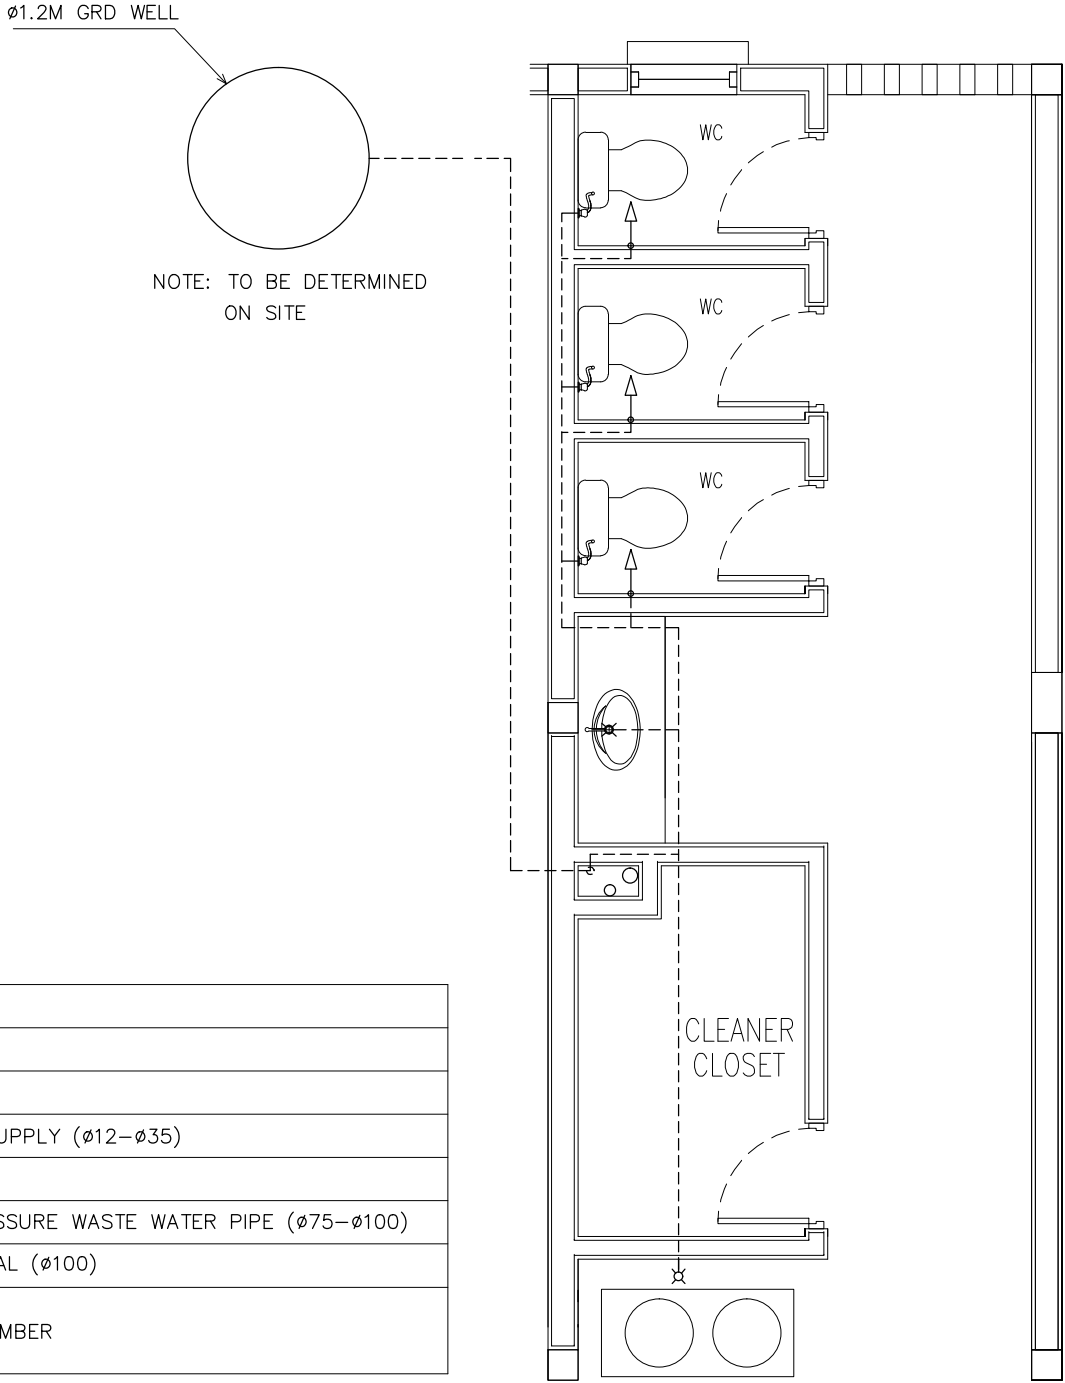 ø1.2M GRD WELL
NOTE: TO BE DETERMINED
ON SITE
WC
WC
WC
CLEANER
CLOSET
UPPLY (ø12-ø35)
SSURE WASTE WATER PIPE (ø75-ø100)
AL (ø100)
MBER